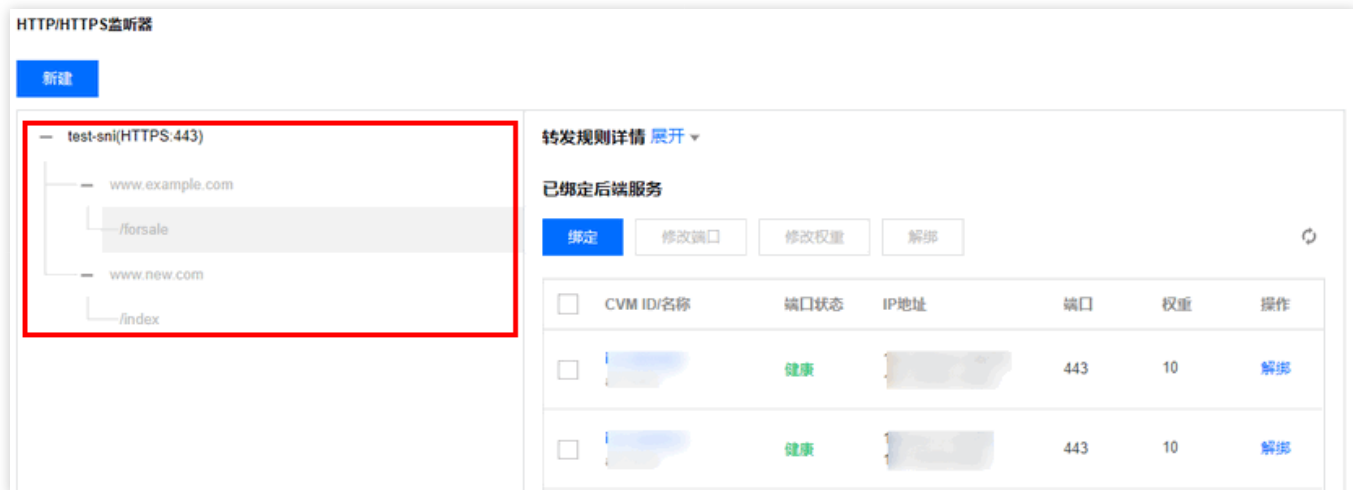 HTTP/HTTPS监听器
新建
test-sni(HTTPS:443)
www.example.com
/forsale
www.new.com
/index
转发规则详情 展开
已绑定后端服务
绑定 修改端口 修改权重 解绑
CVM ID/名称 端口状态 IP地址 端口 权重 操作
健康 443 10 解绑
健康 443 10 解绑